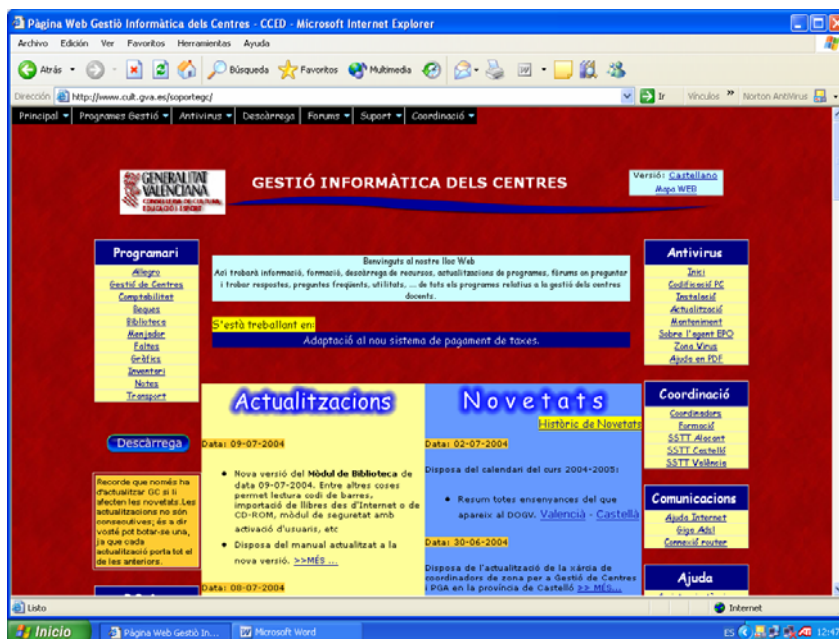 Pàgina Web Gestió Informàtica dels Centres - CCED - Microsoft Internet Explorer
Archivo Edición Ver Favoritos Herramientas Ayuda
Atrás Búsqueda Favoritos Multimedia
Dirección http://www.cult.gva.es/soportegc/ Ir Vínculos Norton AntiVirus
Principal Programes Gestió Antivirus Descàrrega Forums Suport Coordinació
GENERALITAT
VALENCIANA
CONSELLERIA DE CULTURA,
EDUCACIÓ I ESPORT
GESTIÓ INFORMÀTICA DELS CENTRES
Versió: Castellano
Mapa WEB
Programari
Allegro
Gestió de Centres
Comptabilitat
Beques
Biblioteca
Menjador
Faltes
Gràfics
Inventari
Notes
Transport
Descàrrega
Recorde que només ha
d'actualitzar GC si li
afecten les novetats.Les
actualitzacions no són
consecutives; és a dir
vosté pot botar-se una,
ja que cada
actualització porta tot el
de les anteriors.
Benvinguts al nostre lloc Web
Ací trobarà informació, formació, descàrrega de recursos, actualitzacions de programes, fòrums on preguntar
i trobar respostes, preguntes freqüents, utilitats, ... de tots els programes relatius a la gestió dels centres
docents.
S'està treballant en:
Adaptació al nou sistema de pagament de taxes.
Actualitzacions
Data: 09-07-2004
Nova versió del Mòdul de Biblioteca de
data 09-07-2004. Entre altres coses
permet lectura codi de barres,
importació de llibres des d'Internet o de
CD-ROM, mòdul de seguretat amb
activació d'usuaris, etc
Disposa del manual actualitzat a la
nova versió. >>MÉS ...
Data: 08-07-2004
Novetats
Històric de Novetats
Data: 02-07-2004
Disposa del calendari del curs 2004-2005:
Resum totes ensenyances del que
apareix al DOGV. Valencià - Castellà
Data: 30-06-2004
Disposa de l'actualització de la xàrcia de
coordinadors de zona per a Gestió de Centres
i PGA en la província de Castelló >> MÉS...
Antivirus
Inici
Codificació PC
Instalació
Actualització
Manteniment
Sobre l'agent EPO
Zona Virus
Ajuda en PDF
Coordinació
Coordinadors
Formació
SSTT Alacant
SSTT Castelló
SSTT València
Comunicacions
Ajuda Internet
Giga Adsl
Connexió router
Ajuda
Listo Internet
Inicio Pàgina Web Gestió In... Microsoft Word ES 12:43